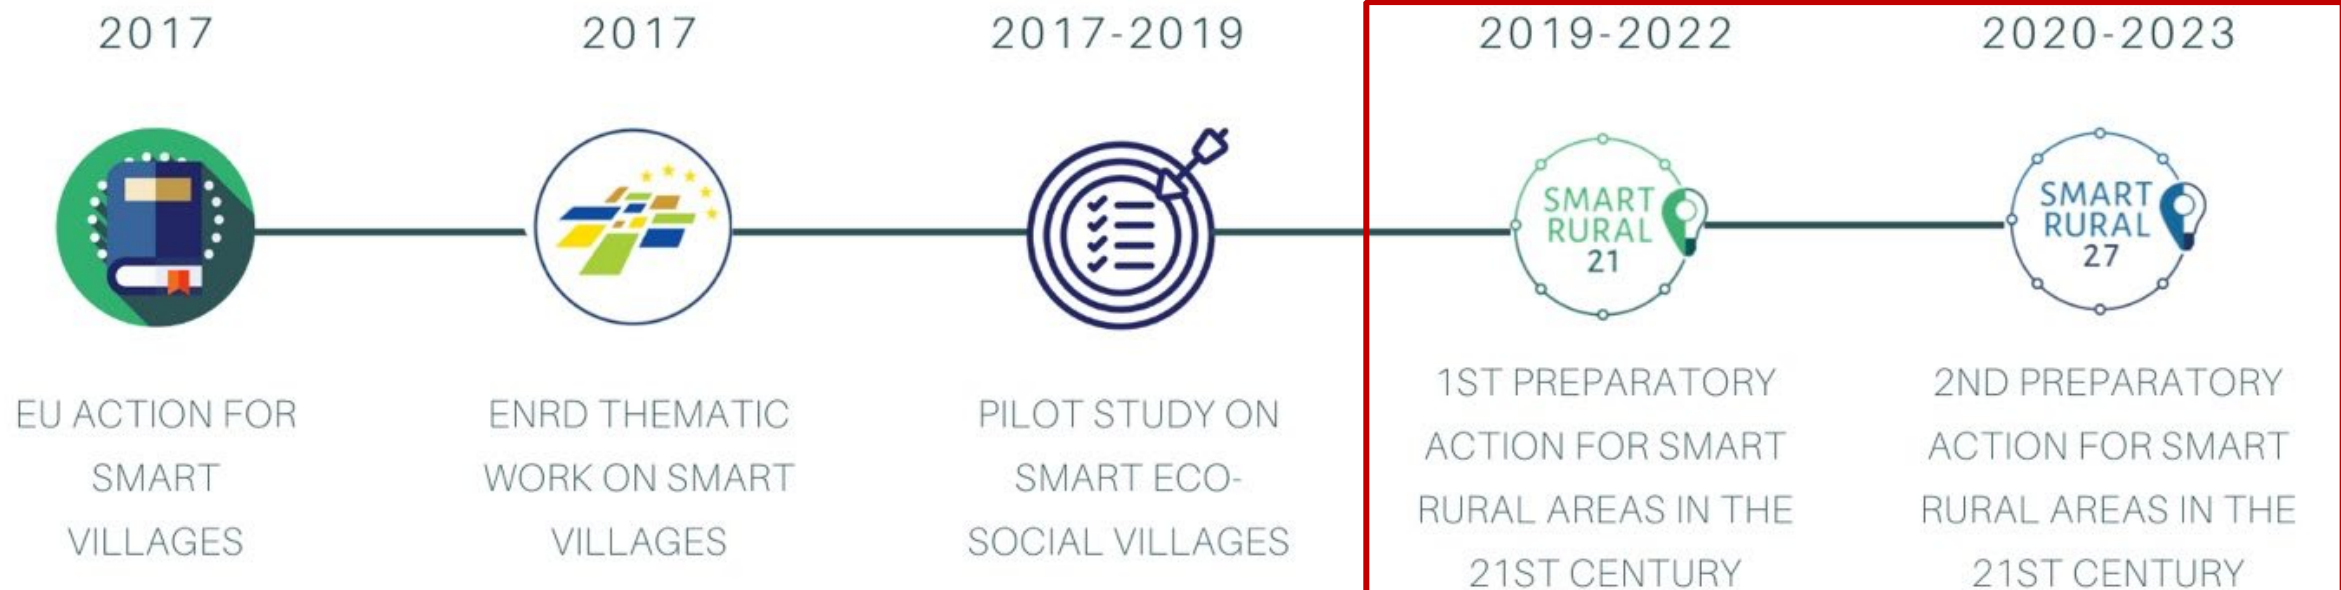 2017
EU ACTION FOR
SMART
VILLAGES
2017
ENRD THEMATIC
WORK ON SMART
VILLAGES
2017-2019
PILOT STUDY ON
SMART ECO-
SOCIAL VILLAGES
2019-2022
SMART
RURAL
21
1ST PREPARATORY
ACTION FOR SMART
RURAL AREAS IN THE
21ST CENTURY
2020-2023
SMART
RURAL
27
2ND PREPARATORY
ACTION FOR SMART
RURAL AREAS IN THE
21ST CENTURY